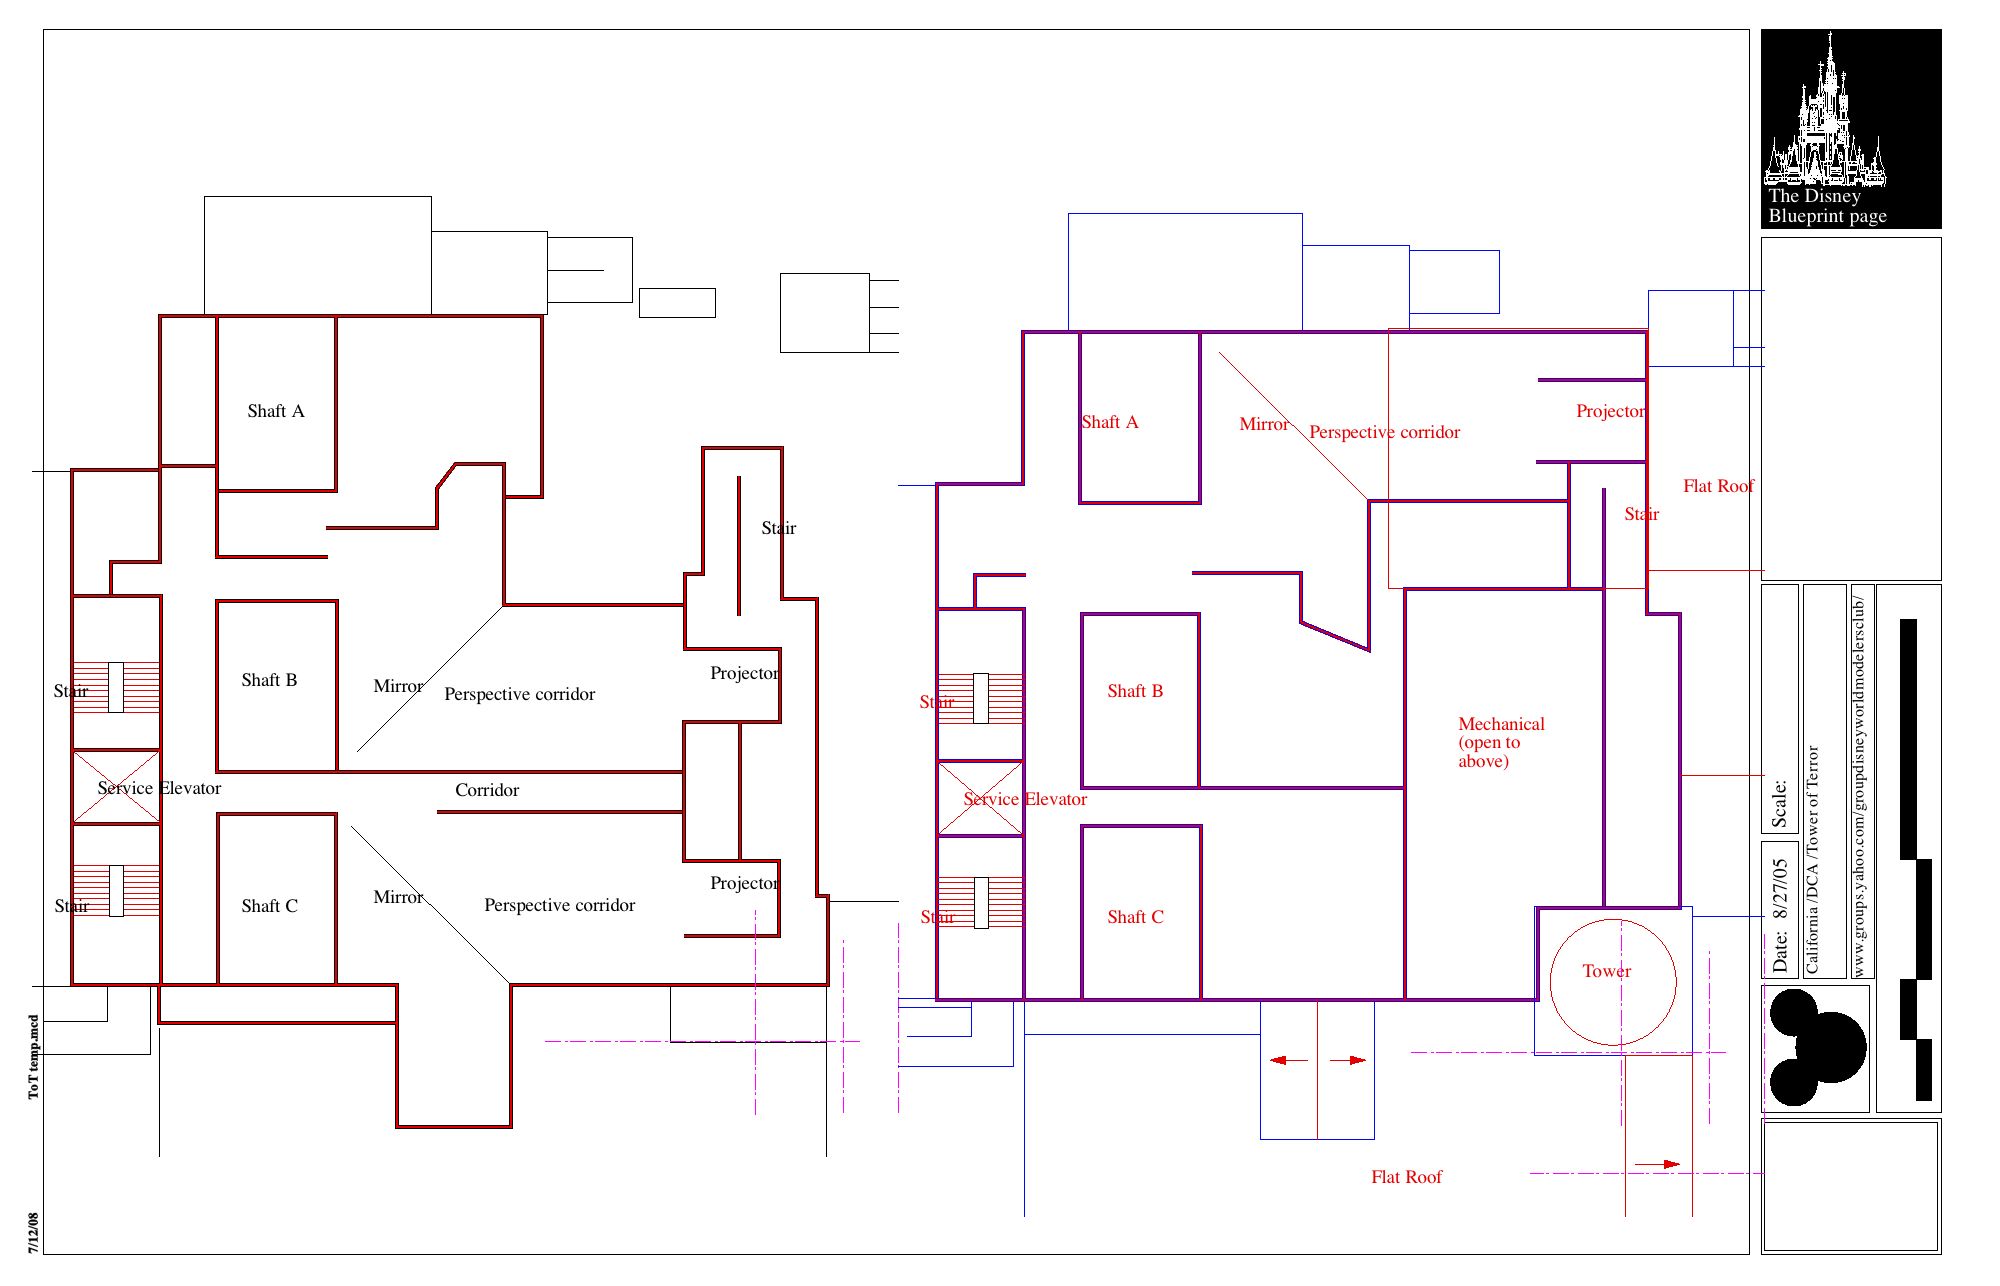 Shaft A
Stair
Shaft B
Mirror
Perspective corridor
Projector
Stair
Service Elevator
Corridor
Shaft C
Mirror
Perspective corridor
Projector
Stair
Shaft A
Mirror
Perspective corridor
Projector
Flat Roof
Stair
Shaft B
Stair
Mechanical
(open to
above)
Service Elevator
Shaft C
Stair
Tower
Flat Roof
The Disney
Blueprint page
Scale:
Date: 8/27/05
California /DCA /Tower of Terror
www.groups.yahoo.com/groupdisneyworldmodelersclub/
ToT temp.mcd
7/12/08